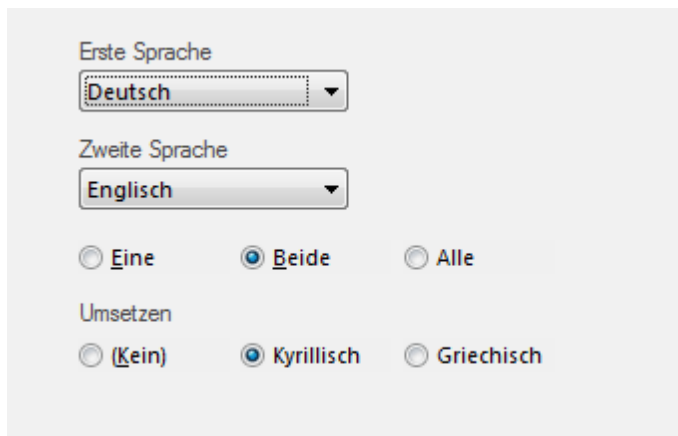 Erste Sprache
Deutsch
Zweite Sprache
Englisch
Eine Beide Alle
Umsetzen
(Kein) Kyrillisch Griechisch